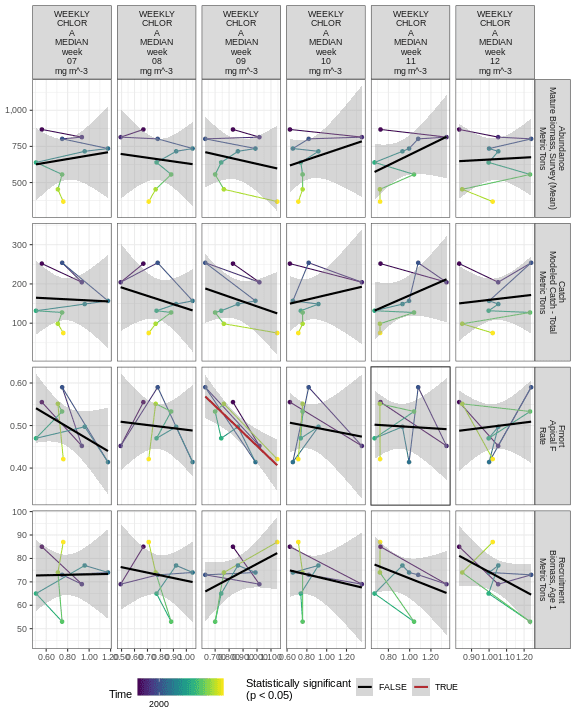 WEEKLY
CHLOR
A
MEDIAN
week
07
mg m^-3
WEEKLY
CHLOR
A
MEDIAN
week
08
mg m^-3
WEEKLY
CHLOR
A
MEDIAN
week
09
mg m^-3
WEEKLY
CHLOR
A
MEDIAN
week
10
mg m^-3
WEEKLY
CHLOR
A
MEDIAN
week
11
mg m^-3
WEEKLY
CHLOR
A
MEDIAN
week
12
mg m^-3
1,000
750
500
Abundance
Mature Biomass, Survey (Mean)
Metric Tons
300
200
100
Catch
Modeled Catch - Total
Metric Tons
0.60
0.50
0.40
Fmort
Apical F
Rate
100
90
80
70
60
50
Recruitment
Biomass, Age 1
Metric Tons
0.60 0.80 1.00
0.80 1.00 1.20
0.80 1.00 1.20
0.90 1.00 1.10 1.20
Time
2000
Statistically significant
(p < 0.05)
FALSE
TRUE